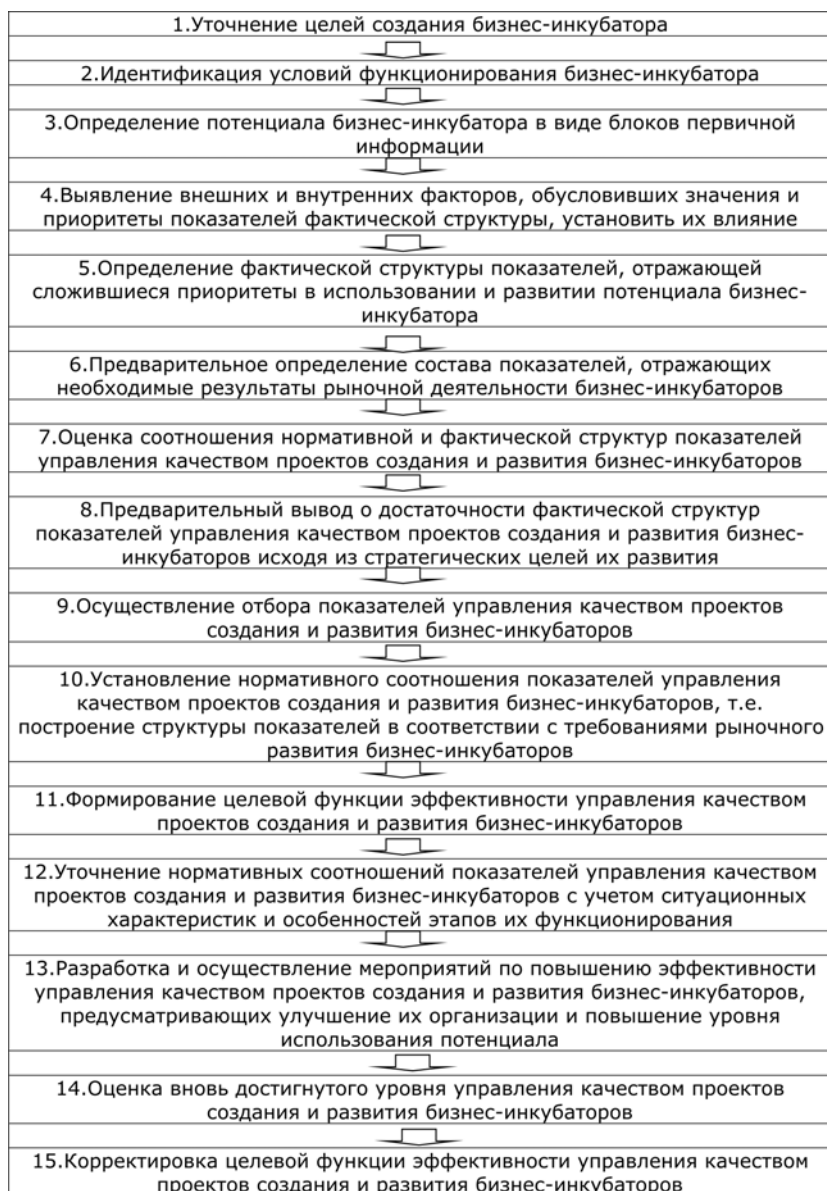 1.Уточнение целей создания бизнес-инкубатора
2.Идентификация условий функционирования бизнес-инкубатора
3.Определение потенциала бизнес-инкубатора в виде блоков первичной
информации
4.Выявление внешних и внутренних факторов, обусловивших значения и
приоритеты показателей фактической структуры, установить их влияние
5.Определение фактической структуры показателей, отражающей
сложившиеся приоритеты в использовании и развитии потенциала бизнес-
инкубатора
6.Предварительное определение состава показателей, отражающих
необходимые результаты рыночной деятельности бизнес-инкубаторов
7.Оценка соотношения нормативной и фактической структур показателей
управления качеством проектов создания и развития бизнес-инкубаторов
8.Предварительный вывод о достаточности фактической структур
показателей управления качеством проектов создания и развития бизнес-
инкубаторов исходя из стратегических целей их развития
9.Осуществление отбора показателей управления качеством проектов
создания и развития бизнес-инкубаторов
10.Установление нормативного соотношения показателей управления
качеством проектов создания и развития бизнес-инкубаторов, т.е.
построение структуры показателей в соответствии с требованиями рыночного
развития бизнес-инкубаторов
11.Формирование целевой функции эффективности управления качеством
проектов создания и развития бизнес-инкубаторов
12.Уточнение нормативных соотношений показателей управления качеством
проектов создания и развития бизнес-инкубаторов с учетом ситуационных
характеристик и особенностей этапов их функционирования
13.Разработка и осуществление мероприятий по повышению эффективности
управления качеством проектов создания и развития бизнес-инкубаторов,
предусматривающих улучшение их организации и повышение уровня
использования потенциала
14.Оценка вновь достигнутого уровня управления качеством проектов
создания и развития бизнес-инкубаторов
15.Корректировка целевой функции эффективности управления качеством
проектов создания и развития бизнес-инкубаторов